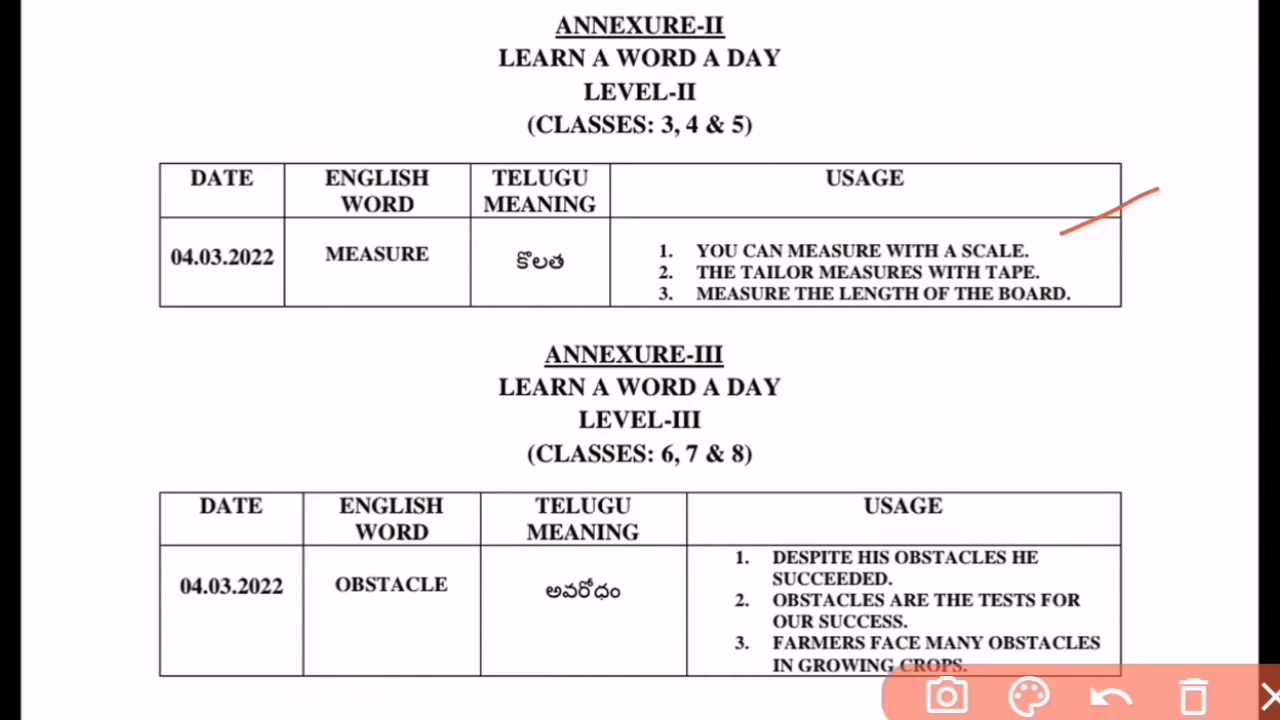 ANNEXURE-II
LEARN A WORD A DAY
LEVEL-II
(CLASSES: 3, 4 & 5)
DATE ENGLISH WORD TELUGU MEANING USAGE
04.03.2022 MEASURE కొలత
1. YOU CAN MEASURE WITH A SCALE.
2. THE TAILOR MEASURES WITH TAPE.
3. MEASURE THE LENGTH OF THE BOARD.
ANNEXURE-III
LEARN A WORD A DAY
LEVEL-III
(CLASSES: 6, 7 & 8)
DATE ENGLISH WORD TELUGU MEANING USAGE
04.03.2022 OBSTACLE అవరోధం
1. DESPITE HIS OBSTACLES HE
SUCCEEDED.
2. OBSTACLES ARE THE TESTS FOR
OUR SUCCESS.
3. FARMERS FACE MANY OBSTACLES
IN GROWING CROPS.